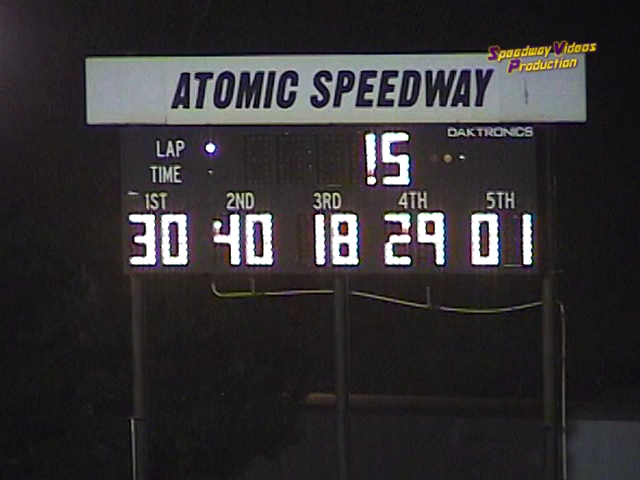 Speedway Videos
Production
ATOMIC SPEEDWAY
DAKTRONICS
LAP 15
TIME
1ST 2ND 3RD 4TH 5TH
30 40 18 29 01